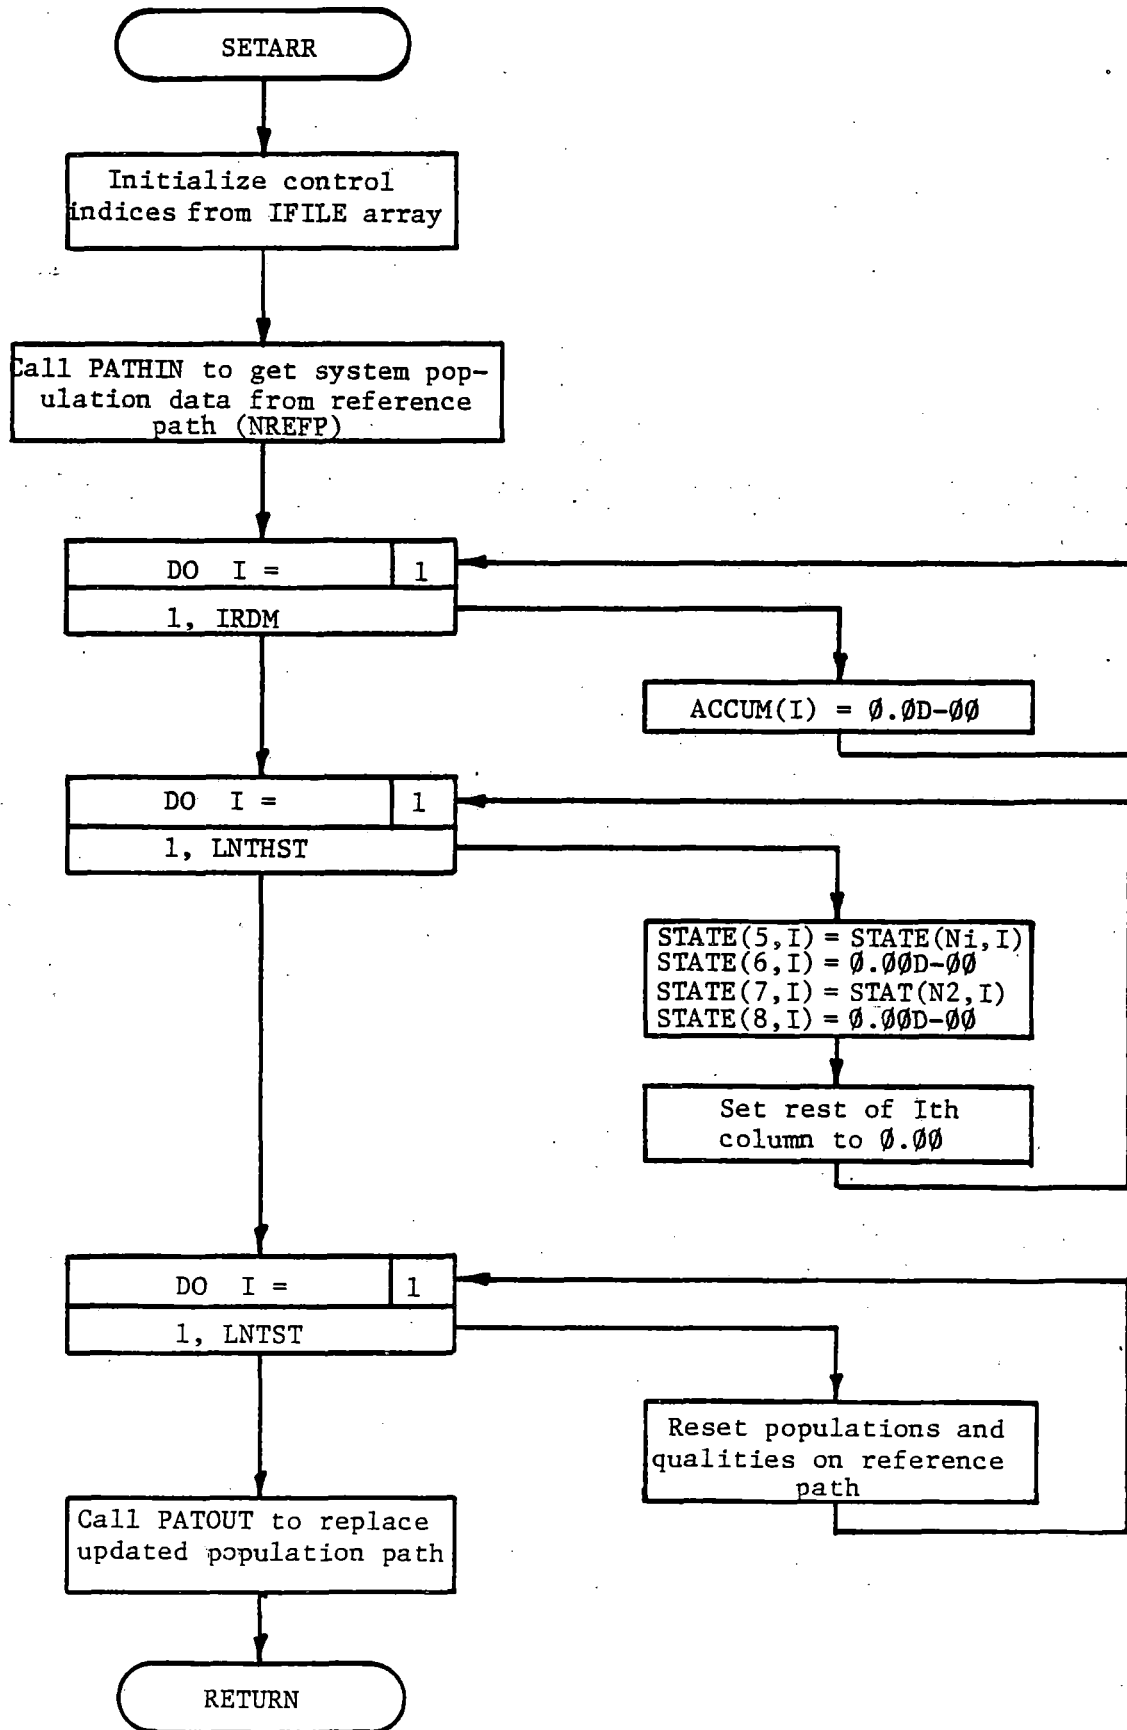 SETARR
Initialize control
indices from IFILE array
Call PATHIN to get system pop-
ulation data from reference
path (NREFP)
DO I = 1
1, IRDM
ACCUM(I) = Ø.ØD-ØØ
DO I = 1
1, LNTHST
STATE(5,I) = STATE(Ni,I)
STATE(6,I) = Ø.ØØD-ØØ
STATE(7,I) = STAT(N2,I)
STATE(8,I) = Ø.ØØD-ØØ
Set rest of Ith
column to Ø.ØØ
DO I = 1
1, LNTST
Reset populations and
qualities on reference
path
Call PATOUT to replace
updated population path
RETURN